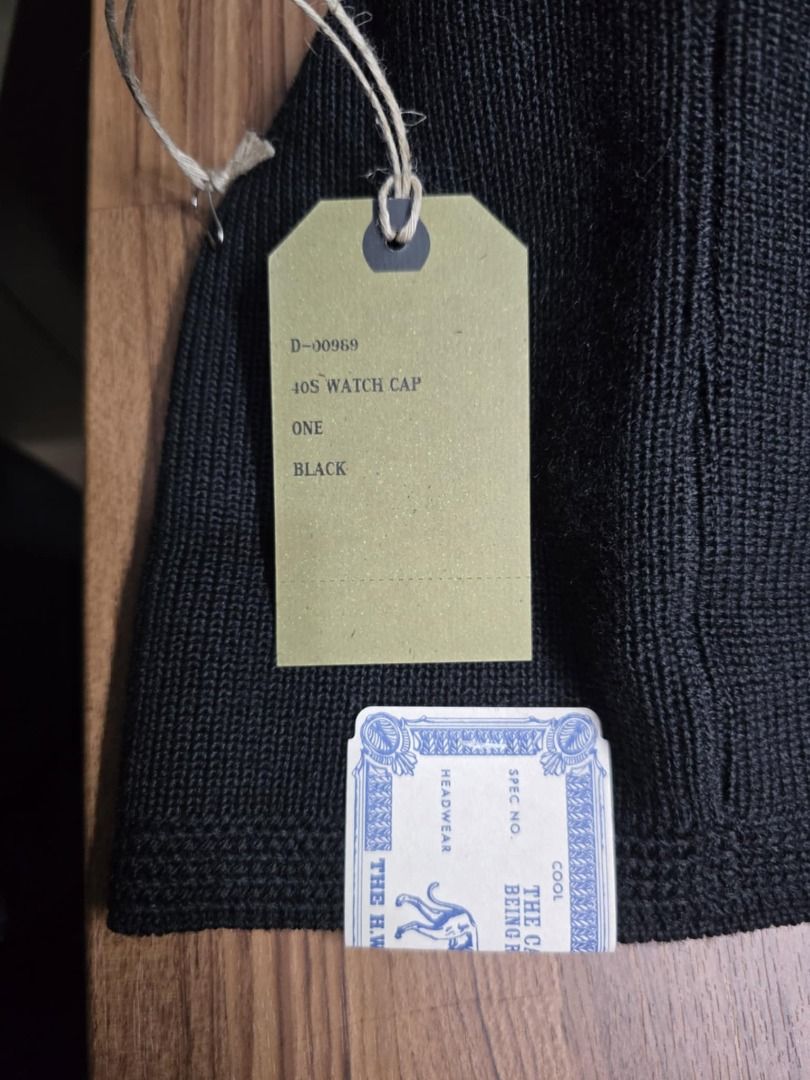 D-00969
40S WATCH CAP
ONE
BLACK
COOL
THE CA
BEING R
SPEC NO.
HEADWEAR
THE H.W